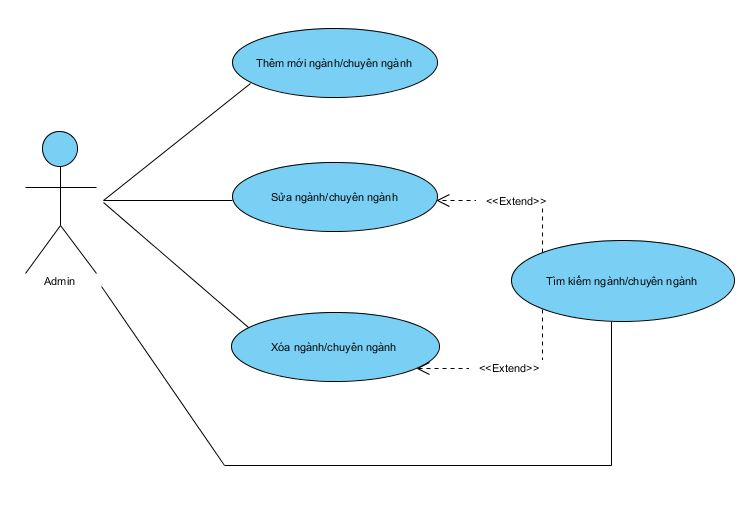 Thêm mới ngành/chuyên ngành
Sửa ngành/chuyên ngành
<<Extend>>
Admin
Tìm kiếm ngành/chuyên ngành
Xóa ngành/chuyên ngành
<<Extend>>